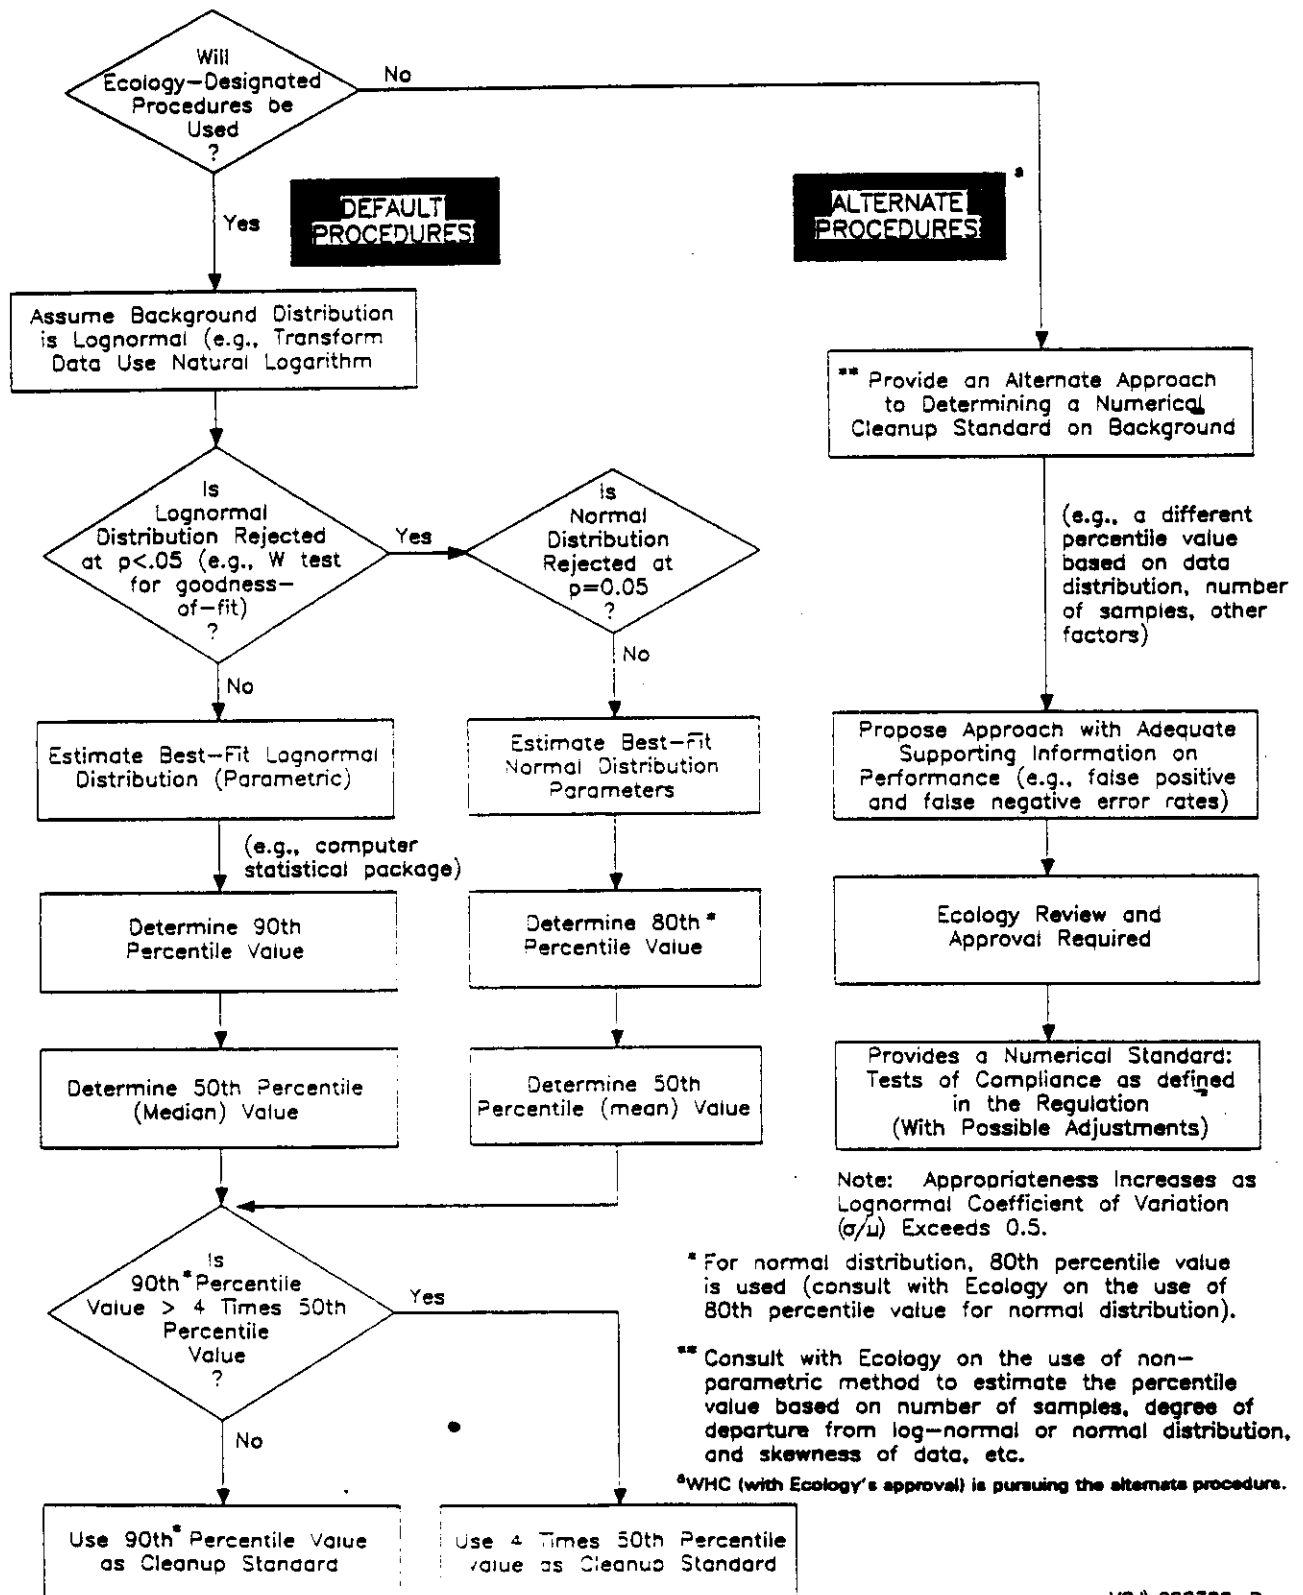 Will
Ecology-Designated
Procedures be
Used
?
No
Yes
DEFAULT
PROCEDURES
ALTERNATE
PROCEDURES
a
Assume Background Distribution
is Lognormal (e.g., Transform
Data Use Natural Logarithm
** Provide an Alternate Approach
to Determining a Numerical
Cleanup Standard on Background
Is
Lognormal
Distribution Rejected
at p<.05 (e.g., W test
for goodness-
of-fit)
?
Yes
Is
Normal
Distribution
Rejected at
p=0.05
?
(e.g., a different
percentile value
based on data
distribution, number
of samples, other
factors)
No
No
Estimate Best-Fit Lognormal
Distribution (Parametric)
Estimate Best-Fit
Normal Distribution
Parameters
Propose Approach with Adequate
Supporting Information on
Performance (e.g., false positive
and false negative error rates)
(e.g., computer
statistical package)
Determine 90th
Percentile Value
Determine 80th*
Percentile Value
Ecology Review and
Approval Required
Determine 50th Percentile
(Median) Value
Determine 50th
Percentile (mean) Value
Provides a Numerical Standard:
Tests of Compliance as defined
in the Regulation
(With Possible Adjustments)
Note: Appropriateness Increases as
Lognormal Coefficient of Variation
(σ/μ) Exceeds 0.5.
Is
90th* Percentile
Value > 4 Times 50th
Percentile
Value
?
Yes
No
* For normal distribution, 80th percentile value
is used (consult with Ecology on the use of
80th percentile value for normal distribution).
** Consult with Ecology on the use of non-
parametric method to estimate the percentile
value based on number of samples, degree of
departure from log-normal or normal distribution,
and skewness of data, etc.
aWHC (with Ecology's approval) is pursuing the alternate procedure.
Use 90th* Percentile Value
as Cleanup Standard
Use 4 Times 50th Percentile
Value as Cleanup Standard